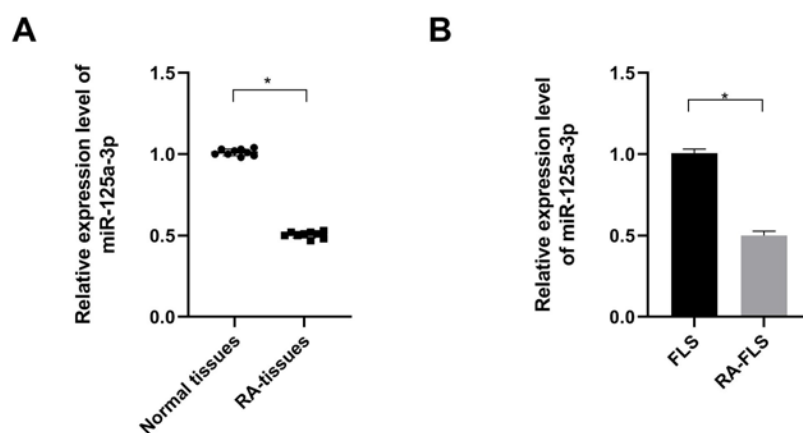 A
Relative expression level of
miR-125a-3p
1.5
1.0
0.5
0.0
*
Normal tissues
RA-tissues
B
Relative expression level
of miR-125a-3p
1.5
1.0
0.5
0.0
*
FLS
RA-FLS